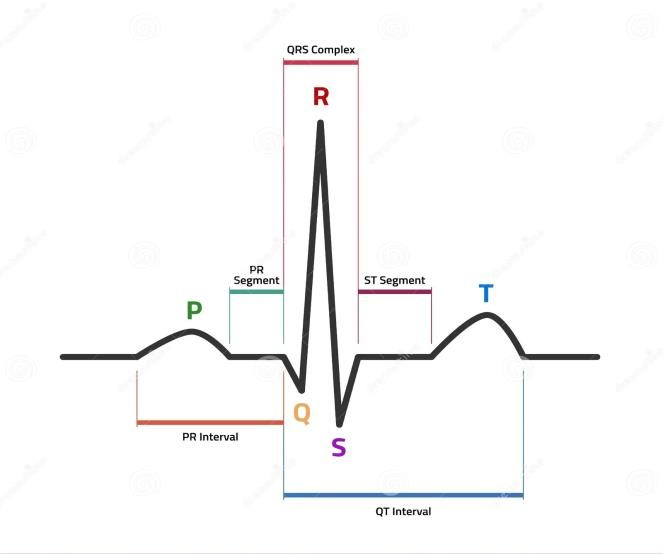 QRS Complex
R
PR
Segment
ST Segment
T
P
Q
S
PR Interval
QT Interval